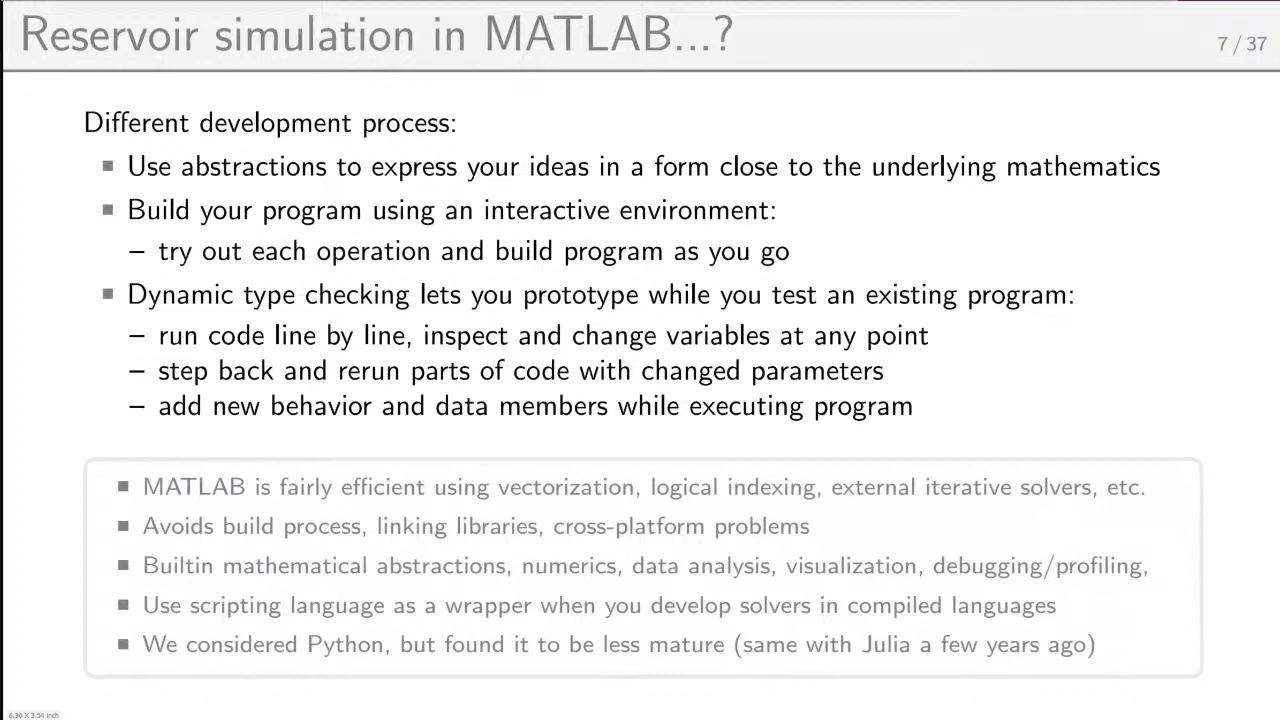 Reservoir simulation in MATLAB...?
7 / 37
Different development process:
Use abstractions to express your ideas in a form close to the underlying mathematics
Build your program using an interactive environment:
– try out each operation and build program as you go
Dynamic type checking lets you prototype while you test an existing program:
– run code line by line, inspect and change variables at any point
– step back and rerun parts of code with changed parameters
– add new behavior and data members while executing program
MATLAB is fairly efficient using vectorization, logical indexing, external iterative solvers, etc.
Avoids build process, linking libraries, cross-platform problems
Builtin mathematical abstractions, numerics, data analysis, visualization, debugging/profiling,
Use scripting language as a wrapper when you develop solvers in compiled languages
We considered Python, but found it to be less mature (same with Julia a few years ago)
6.30 X 3.54 inch